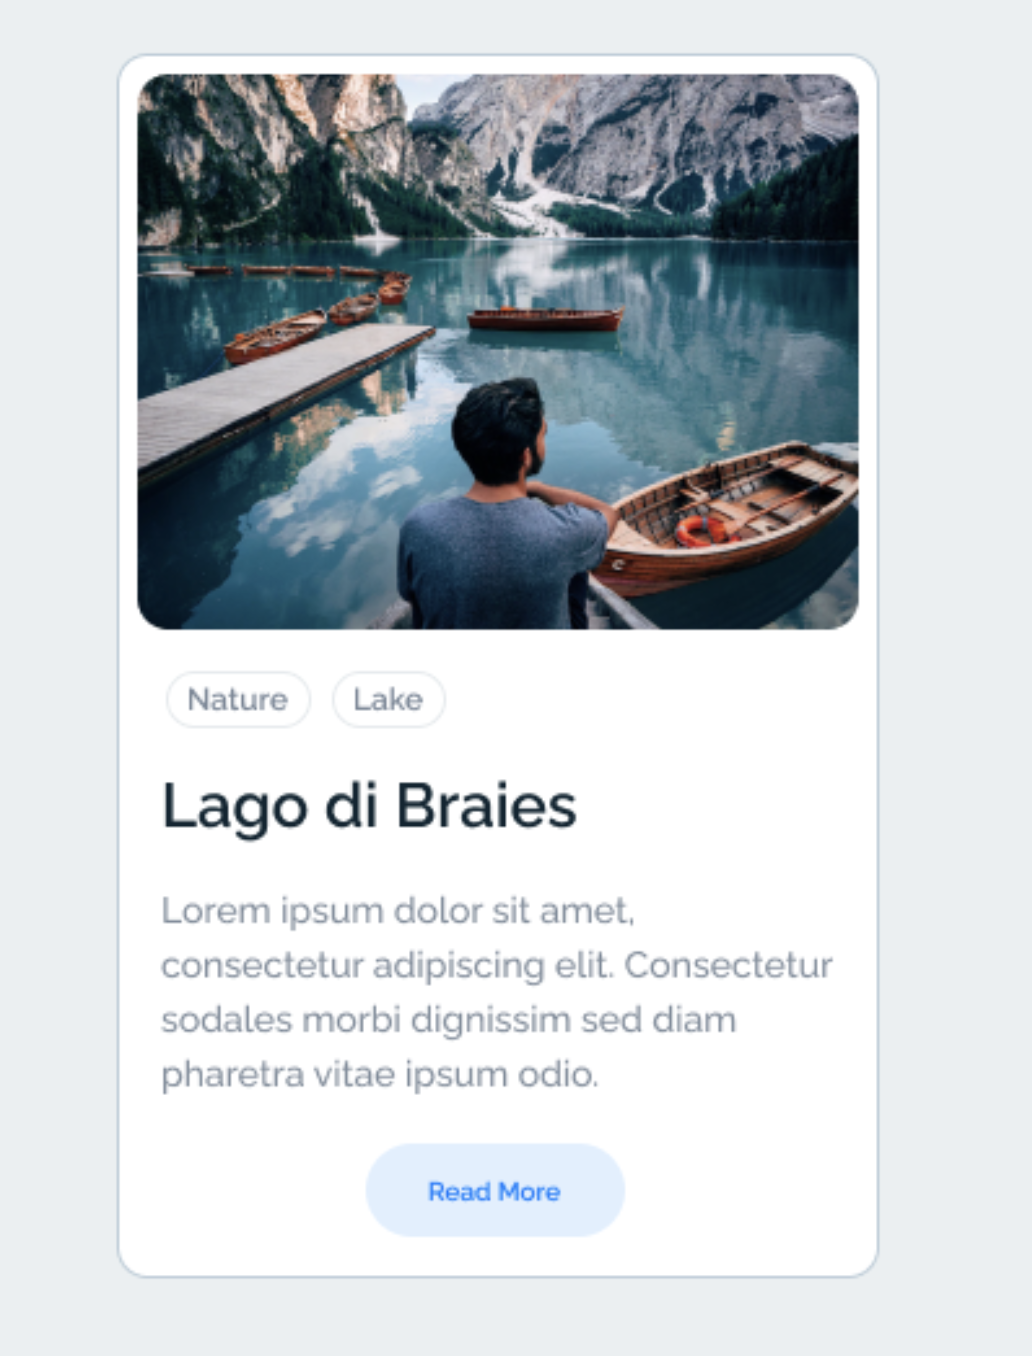 Nature Lake
Lago di Braies
Lorem ipsum dolor sit amet,
consectetur adipiscing elit. Consectetur
sodales morbi dignissim sed diam
pharetra vitae ipsum odio.
Read More